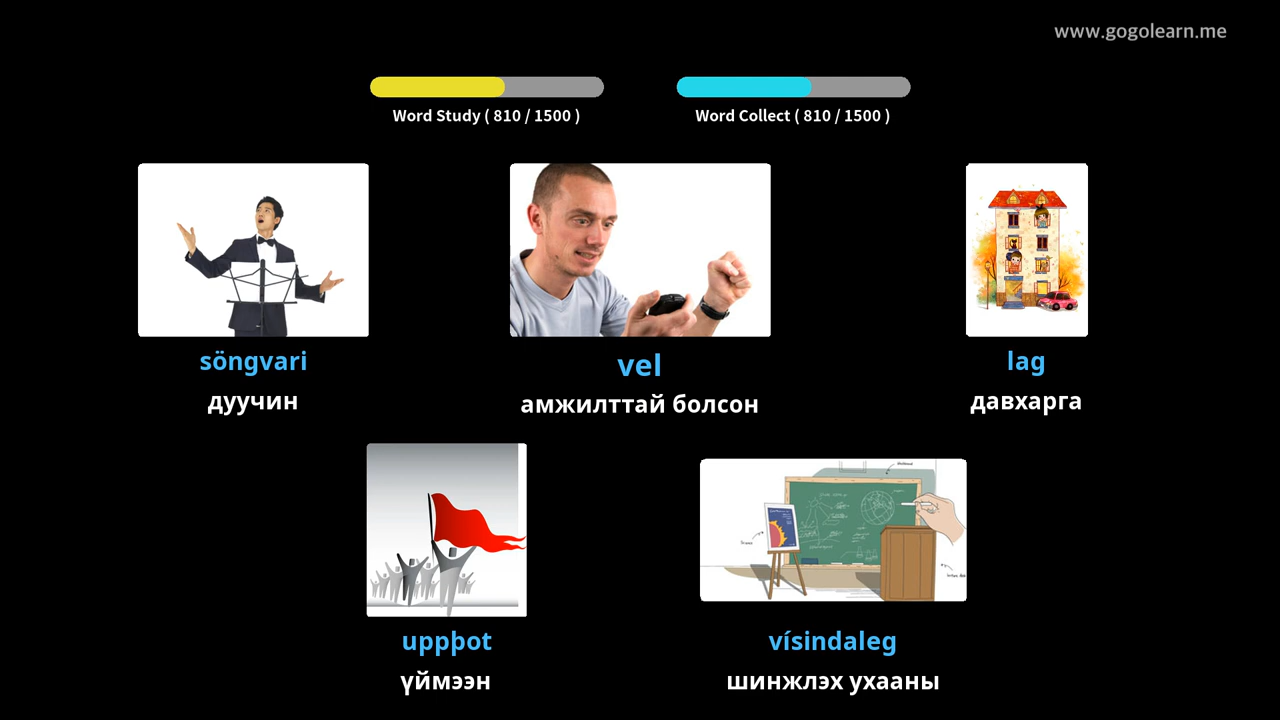 www.gogolearn.me
Word Study ( 810 / 1500 )
Word Collect ( 810 / 1500 )
söngvari
дуучин
vel
амжилттай болсон
lag
давхарга
uppþot
үймээн
vísindaleg
шинжлэх ухааны